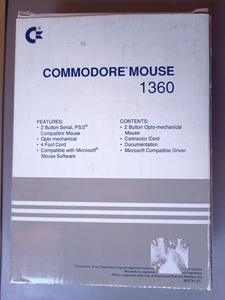 COMMODORE® MOUSE
1360
FEATURES:
• 2 Button Serial, PS/2®
Compatible Mouse
• Opto-mechanical
• 4 Foot Cord
• Compatible with Microsoft®
Mouse Software
CONTENTS:
• 2 Button Opto-mechanical
Mouse
• Connector Cord
• Documentation
• Microsoft Compatible Driver